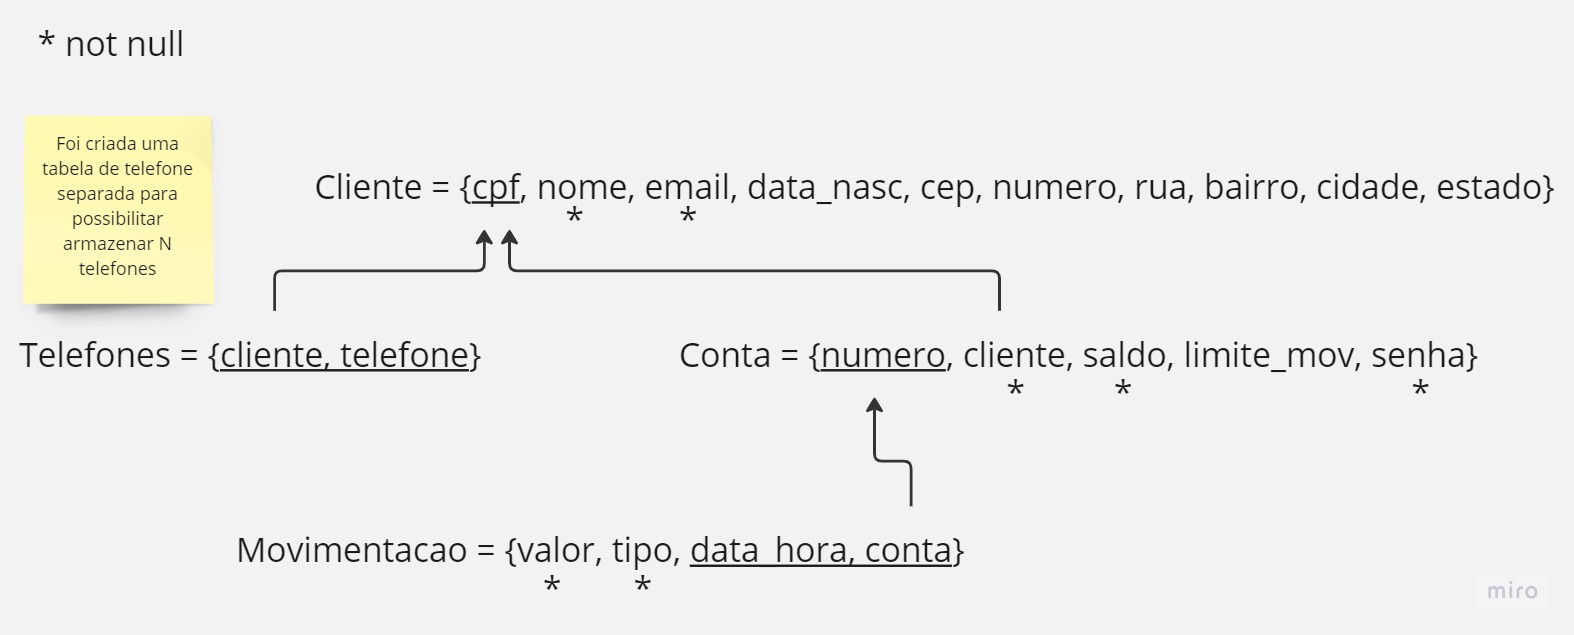 * not null
Foi criada uma
tabela de telefone
separada para
possibilitar
armazenar N
telefones
Cliente = {cpf, nome, email, data_nasc, cep, numero, rua, bairro, cidade, estado}
* *
Telefones = {cliente, telefone}
Conta = {numero, cliente, saldo, limite_mov, senha}
* * *
Movimentacao = {valor, tipo, data_hora, conta}
* *
miro